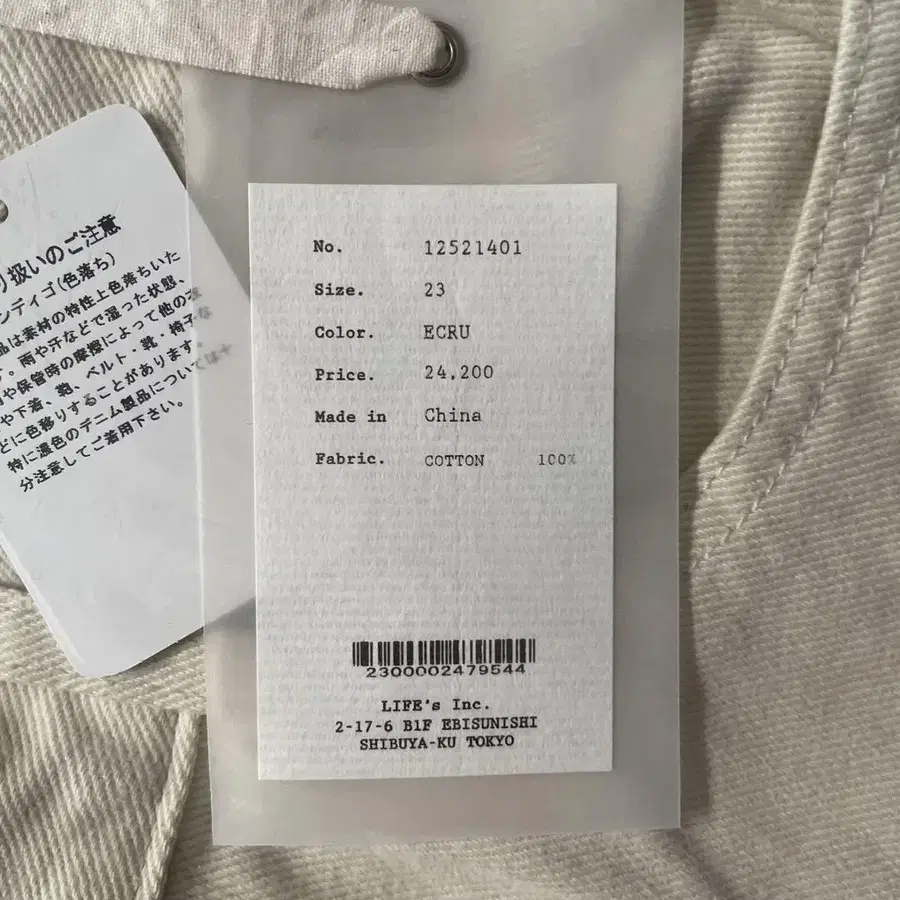 り扱いのご注意
ンディゴ(色落ち)
品は素材の特性上色落ちいた
す。雨や汗などで湿った状態、
や保管時の摩擦によって他の
や下着、鞄、ベルト・靴・椅子な
どに色移りすることがあります。
特に濃色のデニム製品については十
分注意してご着用下さい。
No. 12521401
Size. 23
Color. ECRU
Price. 24,200
Made in China
Fabric. COTTON 100%
2300002479544
LIFE's Inc.
2-17-6 B1F EBISUNISHI
SHIBUYA-KU TOKYO